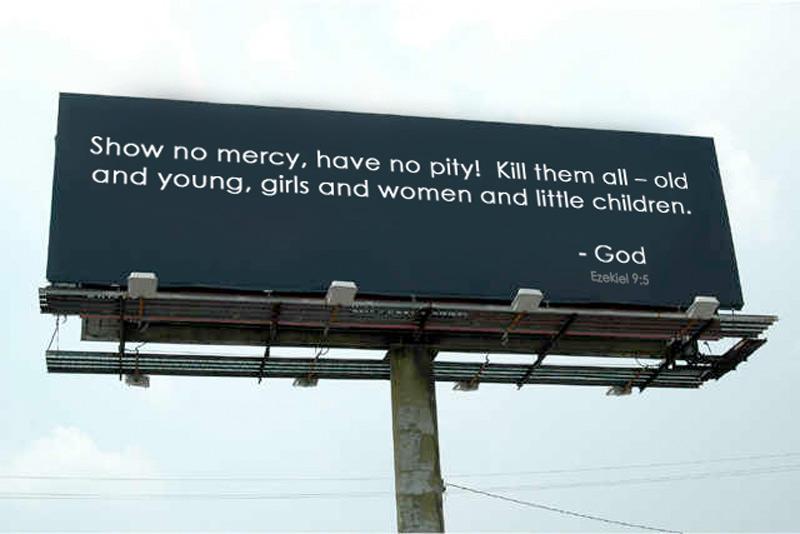 Show no mercy, have no pity!  Kill them all – old
and young, girls and women and little children.
- God
Ezekiel 9:5